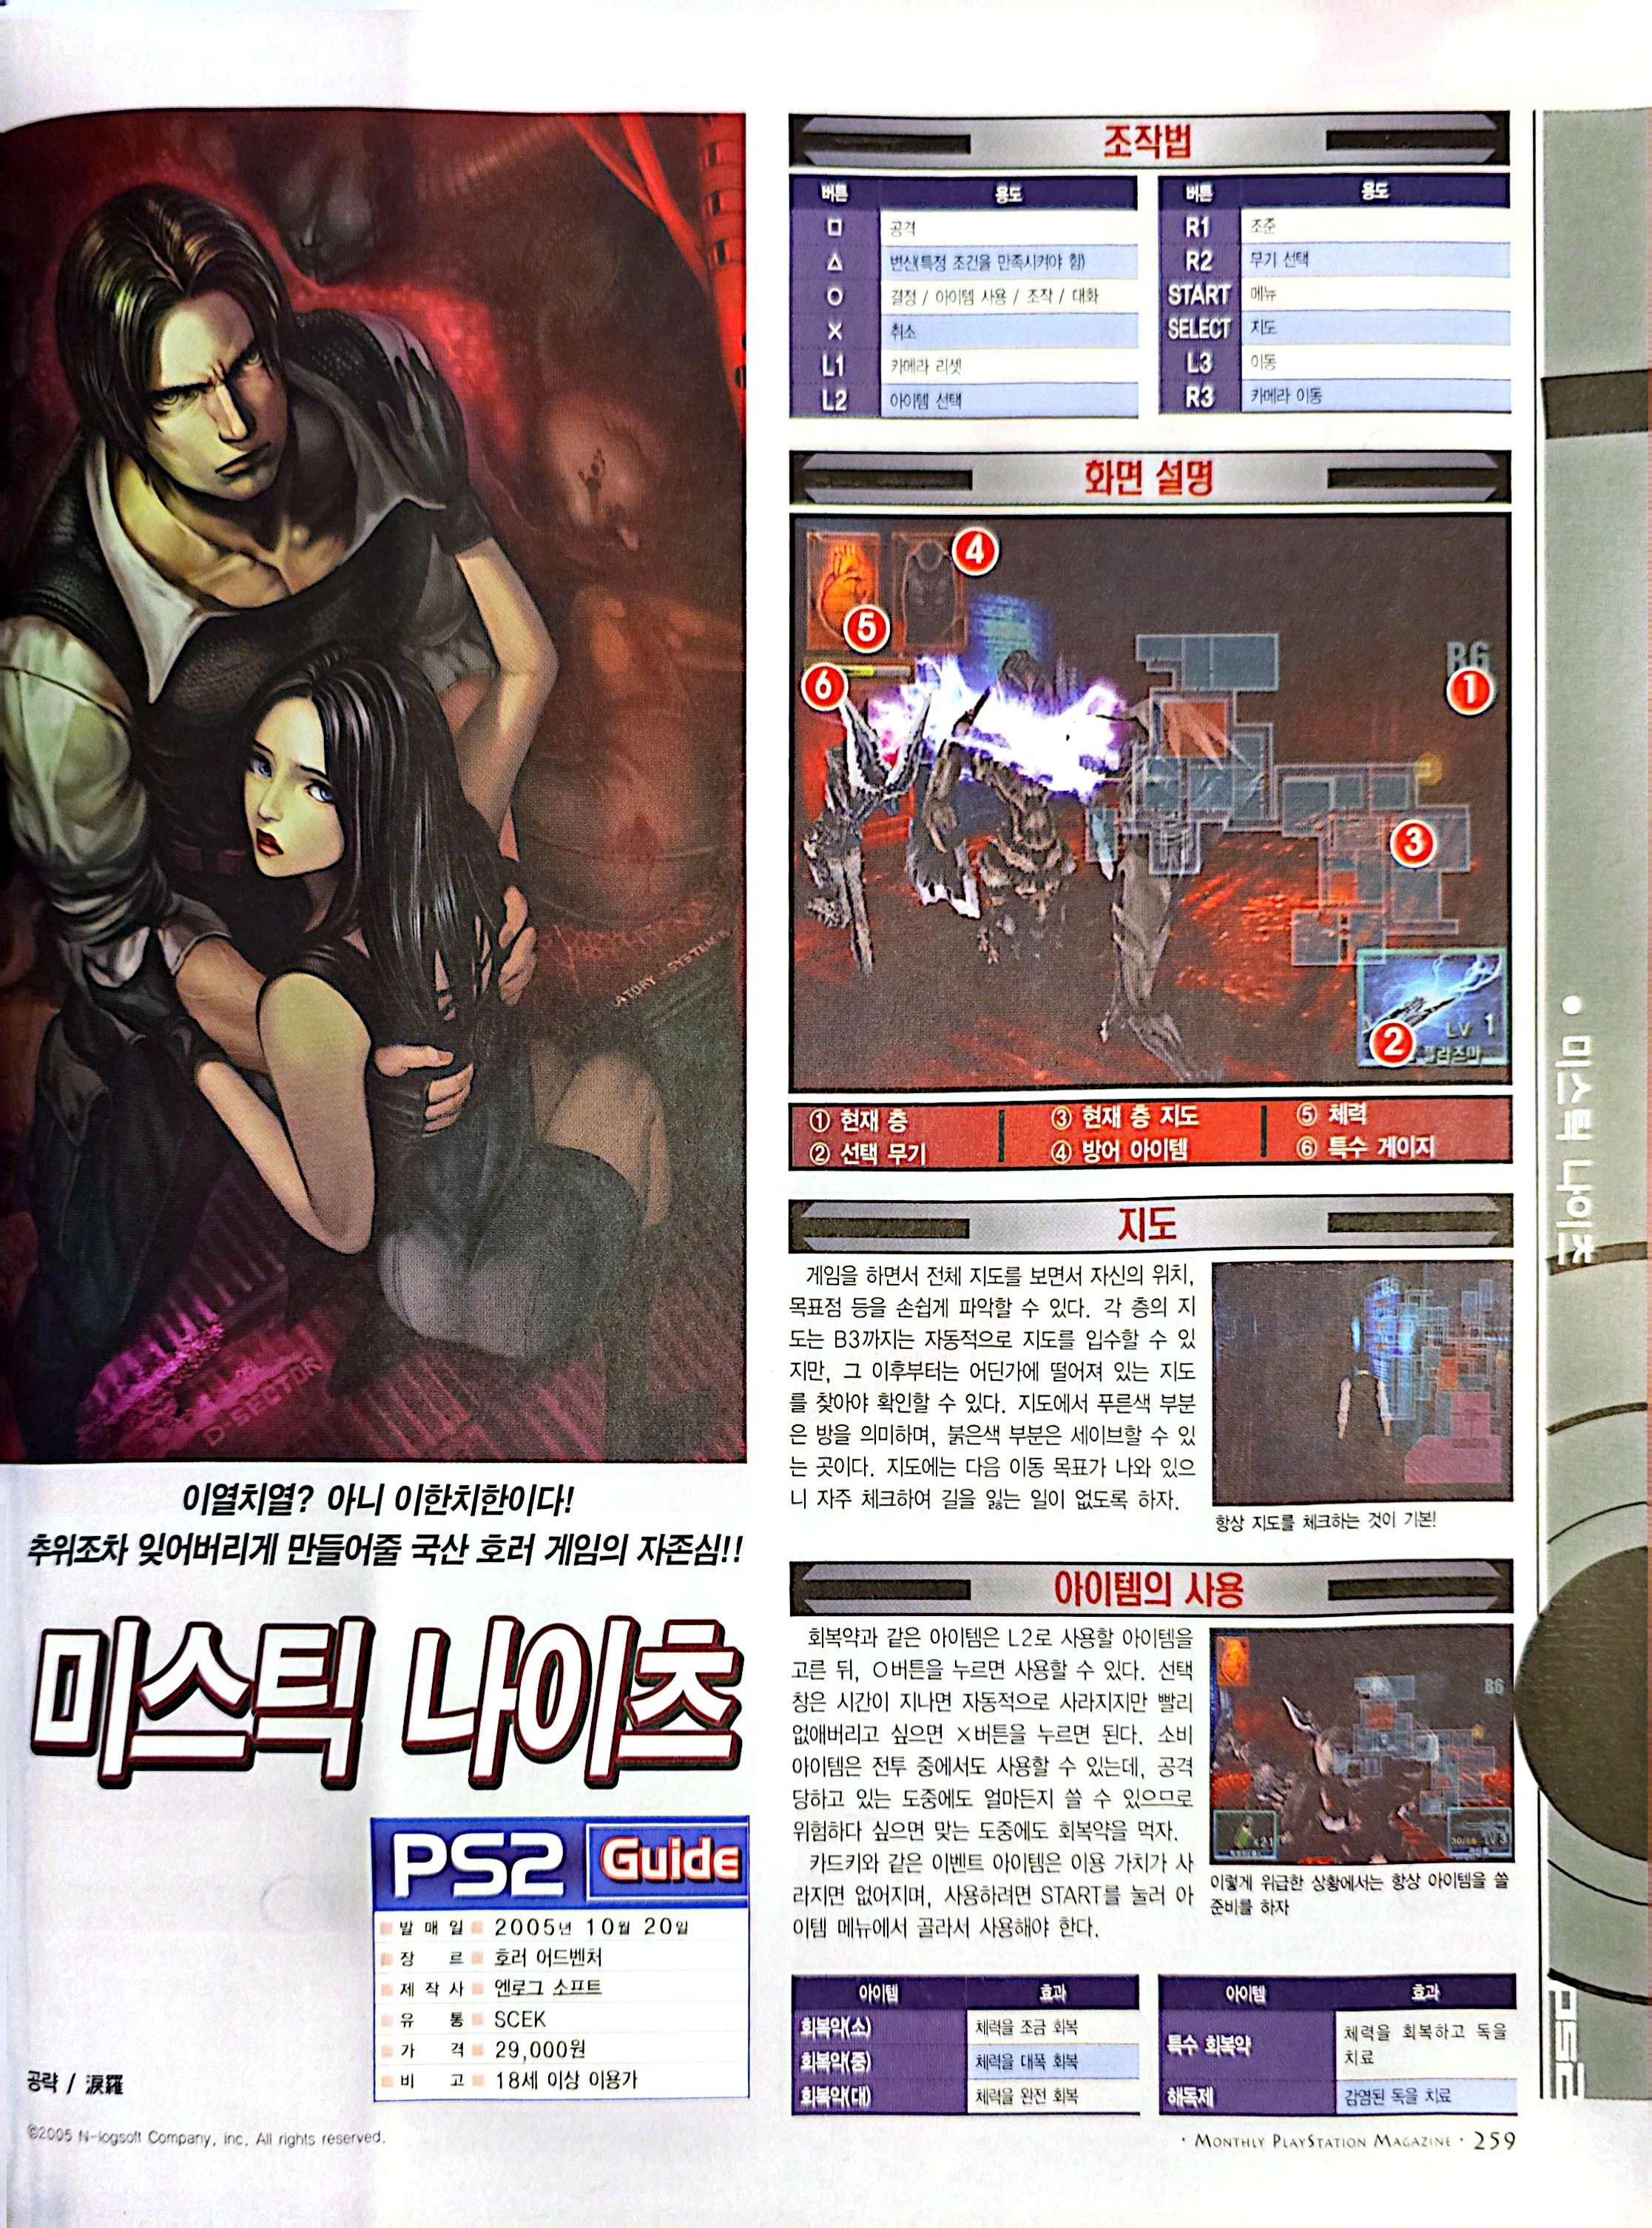 ATORY SYSTEM
D-SECTOR
이열치열? 아니 이한치한이다!
추위조차 잊어버리게 만들어줄 국산 호러 게임의 자존심!!
미스틱 나이츠
PS2 Guide
발매일 2005년 10월 20일
장르 호러 어드벤처
제작사 엔로그 소프트
유통 SCEK
가격 29,000원
비고 18세 이상 이용가
공략 / 淚羅
©2005 N-logsoft Company, inc. All rights reserved.
조작법
버튼 용도
□ 공격
△ 변신(특정 조건을 만족시켜야 함)
○ 결정 / 아이템 사용 / 조작 / 대화
× 취소
L1 카메라 리셋
L2 아이템 선택
버튼 용도
R1 조준
R2 무기 선택
START 메뉴
SELECT 지도
L3 이동
R3 카메라 이동
화면 설명
④
⑤
⑥
B6
①
③
LV 1
②
플라즈마
① 현재 층 ③ 현재 층 지도 ⑤ 체력
② 선택 무기 ④ 방어 아이템 ⑥ 특수 게이지
지도
게임을 하면서 전체 지도를 보면서 자신의 위치,
목표점 등을 손쉽게 파악할 수 있다. 각 층의 지
도는 B3까지는 자동적으로 지도를 입수할 수 있
지만, 그 이후부터는 어딘가에 떨어져 있는 지도
를 찾아야 확인할 수 있다. 지도에서 푸른색 부분
은 방을 의미하며, 붉은색 부분은 세이브할 수 있
는 곳이다. 지도에는 다음 이동 목표가 나와 있으
니 자주 체크하여 길을 잃는 일이 없도록 하자.
항상 지도를 체크하는 것이 기본!
아이템의 사용
회복약과 같은 아이템은 L2로 사용할 아이템을
고른 뒤, ○버튼을 누르면 사용할 수 있다. 선택
창은 시간이 지나면 자동적으로 사라지지만 빨리
없애버리고 싶으면 ×버튼을 누르면 된다. 소비
아이템은 전투 중에서도 사용할 수 있는데, 공격
당하고 있는 도중에도 얼마든지 쓸 수 있으므로
위험하다 싶으면 맞는 도중에도 회복약을 먹자.
카드키와 같은 이벤트 아이템은 이용 가치가 사
라지면 없어지며, 사용하려면 START를 눌러 아
이템 메뉴에서 골라서 사용해야 한다.
B6
x21
LV 3
이렇게 위급한 상황에서는 항상 아이템을 쓸
준비를 하자
아이템 효과
회복약(소) 체력을 조금 회복
회복약(중) 체력을 대폭 회복
회복약(대) 체력을 완전 회복
아이템 효과
특수 회복약 체력을 회복하고 독을
치료
해독제 감염된 독을 치료
· MONTHLY PLAYSTATION MAGAZINE · 259
● 미스틱 나이츠